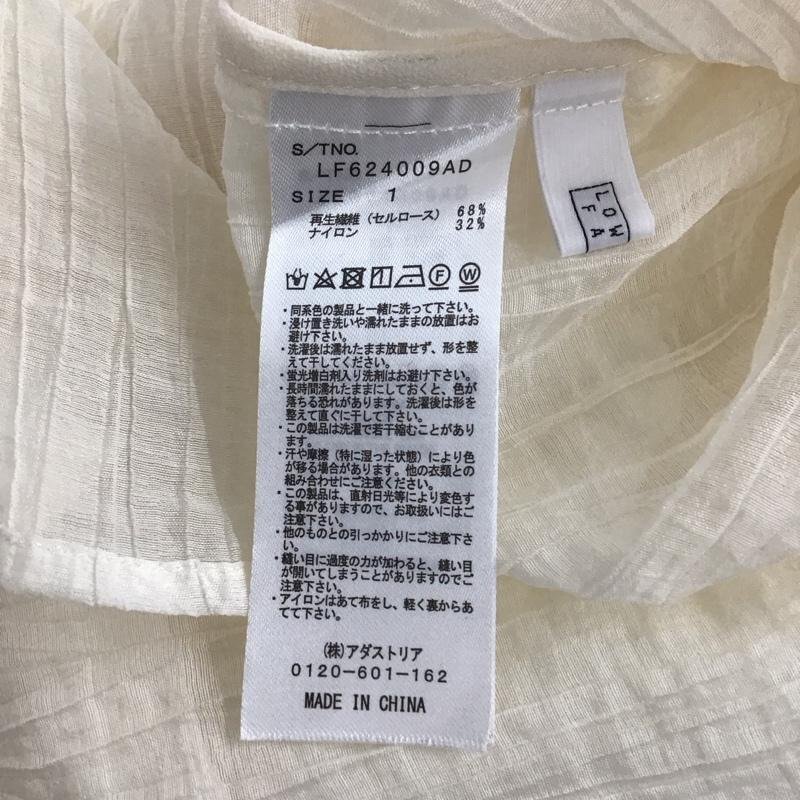 S/TNO.
LF624009AD
SIZE 1
再生繊維(セルロース) 68%
ナイロン 32%
・同系色の製品と一緒に洗って下さい。
・浸け置き洗いや濡れたままの放置はお
避け下さい。
・洗濯後は濡れたまま放置せず、形を整
えて干してください。
・蛍光増白剤入り洗剤はお避け下さい。
・長時間濡れたままにしておくと、色が
落ちる恐れがあります。洗濯後は形を
整えて直ぐに干して下さい。
・この製品は洗濯で若干縮むことがあり
ます。
・汗や摩擦(特に湿った状態)により色
が移る場合があります。他の衣類との
組み合わせにご注意ください。
・この製品は、直射日光等により変色す
る事がありますので、お取扱いにはご
注意下さい。
・他のものとの引っかかりにご注意下さ
い。
・縫い目に過度の力が加わると、縫い目
が開いてしまうことがありますのでご
注意下さい。
・アイロンはあて布をし、軽く裏からあ
てて下さい。
(株)アダストリア
0120-601-162
MADE IN CHINA
LOW
FA